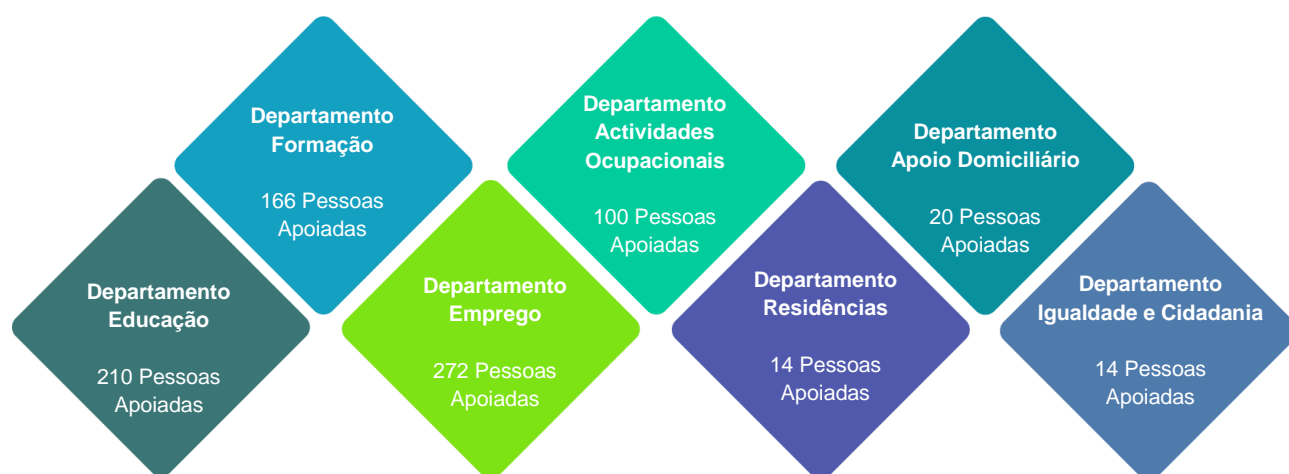 Departamento
Educação
210 Pessoas
Apoiadas
Departamento
Formação
166 Pessoas
Apoiadas
Departamento
Emprego
272 Pessoas
Apoiadas
Departamento
Actividades
Ocupacionais
100 Pessoas
Apoiadas
Departamento
Residências
14 Pessoas
Apoiadas
Departamento
Apoio Domiciliário
20 Pessoas
Apoiadas
Departamento
Igualdade e Cidadania
14 Pessoas
Apoiadas